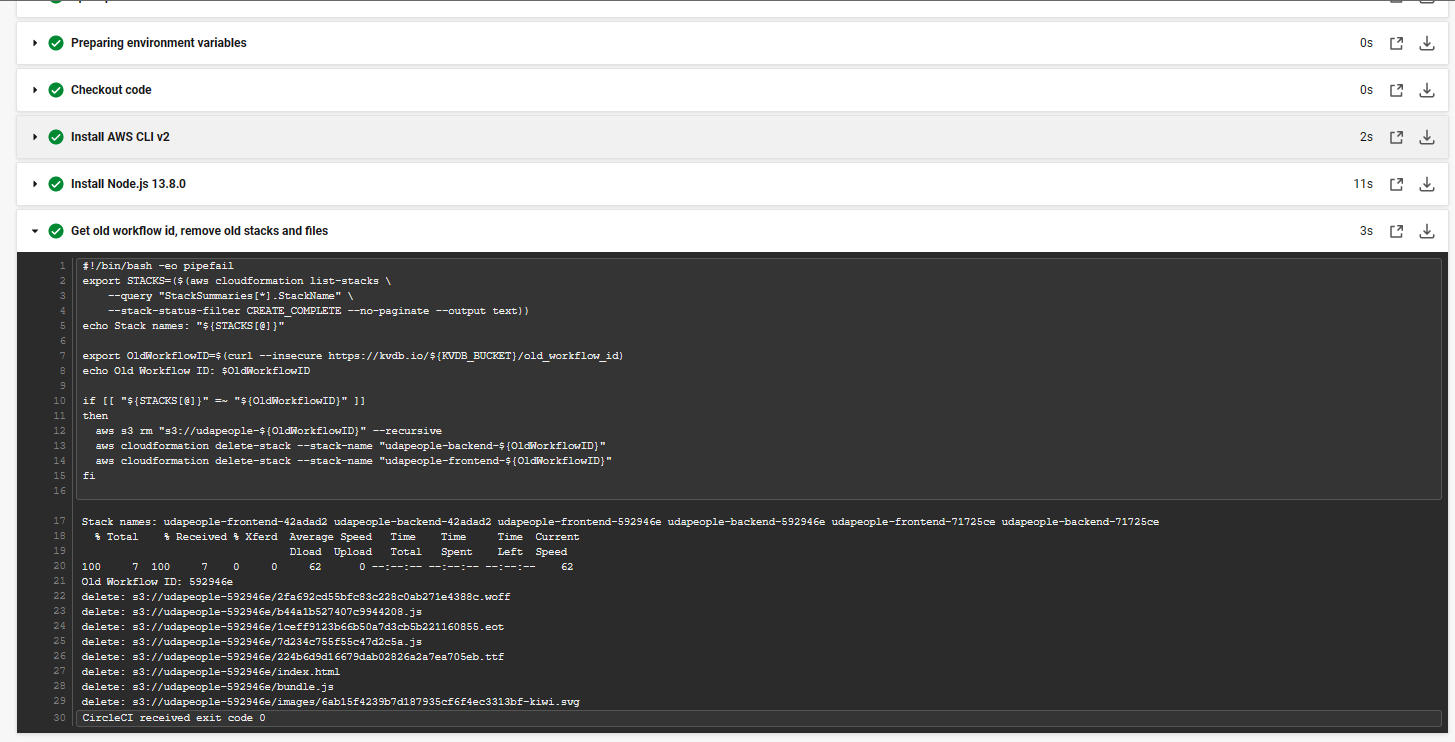 Preparing environment variables 0s
Checkout code 0s
Install AWS CLI v2 2s
Install Node.js 13.8.0 11s
Get old workflow id, remove old stacks and files 3s
1 #!/bin/bash -eo pipefail
2 export STACKS=($(aws cloudformation list-stacks \
3     --query "StackSummaries[*].StackName" \
4     --stack-status-filter CREATE_COMPLETE --no-paginate --output text))
5 echo Stack names: "${STACKS[@]}"
6
7 export OldWorkflowID=$(curl --insecure https://kvdb.io/${KVDB_BUCKET}/old_workflow_id)
8 echo Old Workflow ID: $OldWorkflowID
9
10 if [[ "${STACKS[@]}" =~ "${OldWorkflowID}" ]]
11 then
12   aws s3 rm "s3://udapeople-${OldWorkflowID}" --recursive
13   aws cloudformation delete-stack --stack-name "udapeople-backend-${OldWorkflowID}"
14   aws cloudformation delete-stack --stack-name "udapeople-frontend-${OldWorkflowID}"
15 fi
16
17 Stack names: udapeople-frontend-42adad2 udapeople-backend-42adad2 udapeople-frontend-592946e udapeople-backend-592946e udapeople-frontend-71725ce udapeople-backend-71725ce
18   % Total    % Received % Xferd  Average Speed   Time    Time     Time  Current
19                                  Dload  Upload   Total   Spent    Left  Speed
20 100     7  100     7    0     0     62      0 --:--:-- --:--:-- --:--:--    62
21 Old Workflow ID: 592946e
22 delete: s3://udapeople-592946e/2fa692cd55bfc83c228c0ab271e4388c.woff
23 delete: s3://udapeople-592946e/b44a1b527407c9944208.js
24 delete: s3://udapeople-592946e/1ceff9123b66b50a7d3cb5b221160855.eot
25 delete: s3://udapeople-592946e/7d234c755f55c47d2c5a.js
26 delete: s3://udapeople-592946e/224b6d9d16679dab02826a2a7ea705eb.ttf
27 delete: s3://udapeople-592946e/index.html
28 delete: s3://udapeople-592946e/bundle.js
29 delete: s3://udapeople-592946e/images/6ab15f4239b7d187935cf6f4ec3313bf-kiwi.svg
30 CircleCI received exit code 0